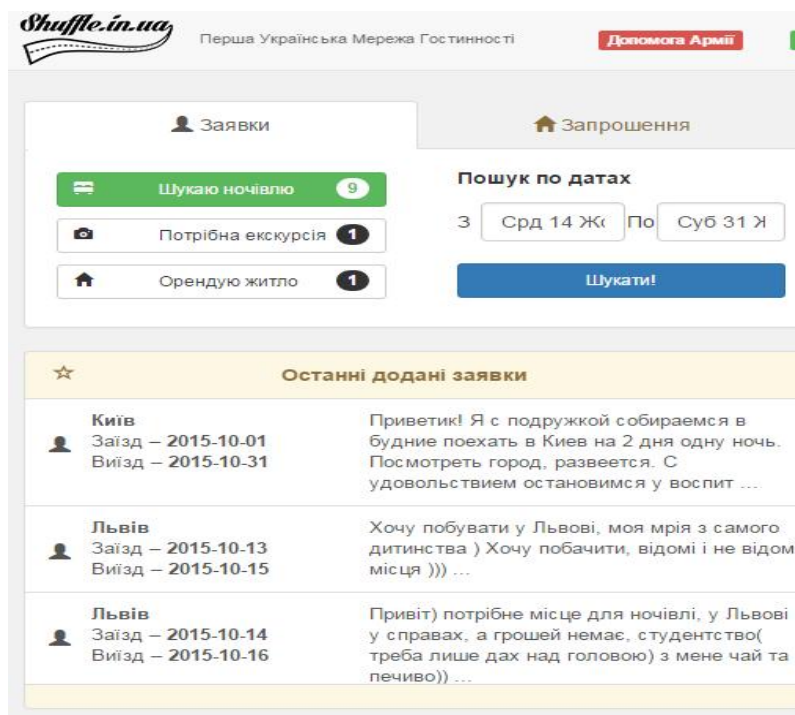 Shuffle.in.ua
Перша Українська Мережа Гостинності
Допомога Армії
Заявки
Запрошення
Шукаю ночівлю 9
Потрібна екскурсія 1
Орендую житло 1
Пошук по датах
З Срд 14 Жо По Суб 31 Ж
Шукати!
Останні додані заявки
Київ
Заїзд – 2015-10-01
Виїзд – 2015-10-31
Приветик! Я с подружкой собираемся в
будние поехать в Киев на 2 дня одну ночь.
Посмотреть город, развеется. С
удовольствием остановимся у воспит ...
Львів
Заїзд – 2015-10-13
Виїзд – 2015-10-15
Хочу побувати у Львові, моя мрія з самого
дитинства ) Хочу побачити, відомі і не відом
місця ))) ...
Львів
Заїзд – 2015-10-14
Виїзд – 2015-10-16
Привіт) потрібне місце для ночівлі, у Львові
у справах, а грошей немає, студентство(
треба лише дах над головою) з мене чай та
печиво)) ...